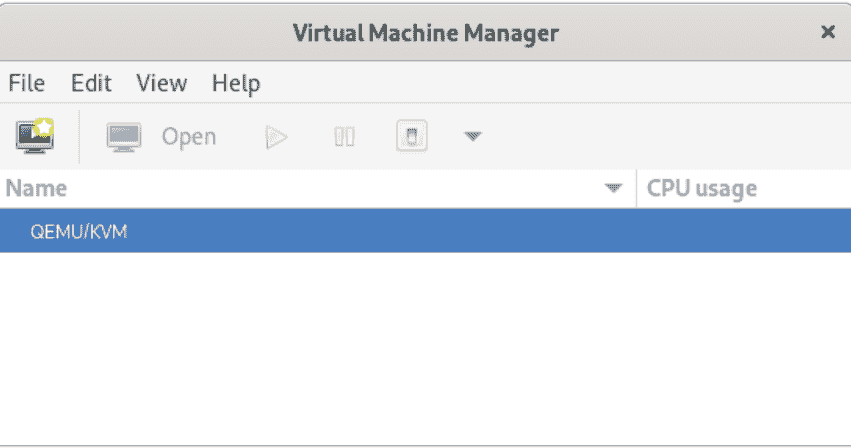 Virtual Machine Manager
File Edit View Help
Open
Name CPU usage
QEMU/KVM